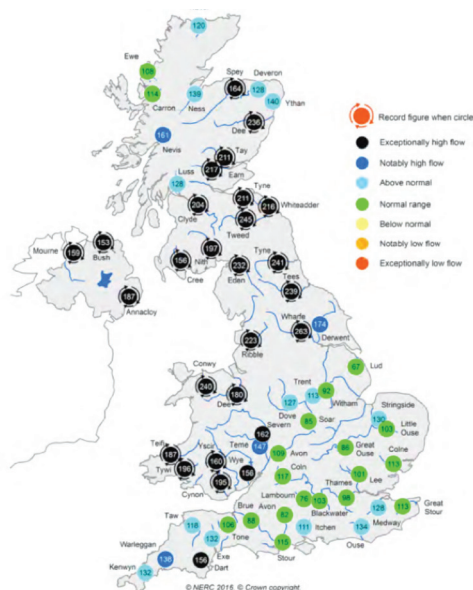 120
Ewe
108
Spey
164
Deveron
128
114
Carron
139
Ness
140
Ythan
236
Dee
161
Nevis
211
Tay
217
Earn
Luss
128
204
Clyde
Tyne
211
216
Whiteadder
245
Tweed
Mourne
159
153
Bush
187
Annacloy
156
Cree
197
Nith
232
Eden
Tyne
241
Tees
239
Wharfe
263
174
Derwent
223
Ribble
67
Lud
Conwy
240
Dee
180
Trent
127
113
92
Witham
Dove
85
Soar
Stringside
130
103
Little
Ouse
Severn
162
Teme
147
109
Avon
86
Great
Ouse
Colne
113
Teifi
187
Tywi
196
Yscir
160
Wye
156
195
Cynon
Coln
117
Thames
101
Lee
Lambourn
76
103
Blackwater
98
128
Medway
113
Great
Stour
Taw
118
Brue
106
Tone
88
Avon
82
111
Itchen
134
Ouse
115
Stour
132
Exe
Warleggan
138
156
Dart
Kenwyn
132
Record figure when circle
Exceptionally high flow
Notably high flow
Above normal
Normal range
Below normal
Notably low flow
Exceptionally low flow
© NERC 2015. © Crown copyright.